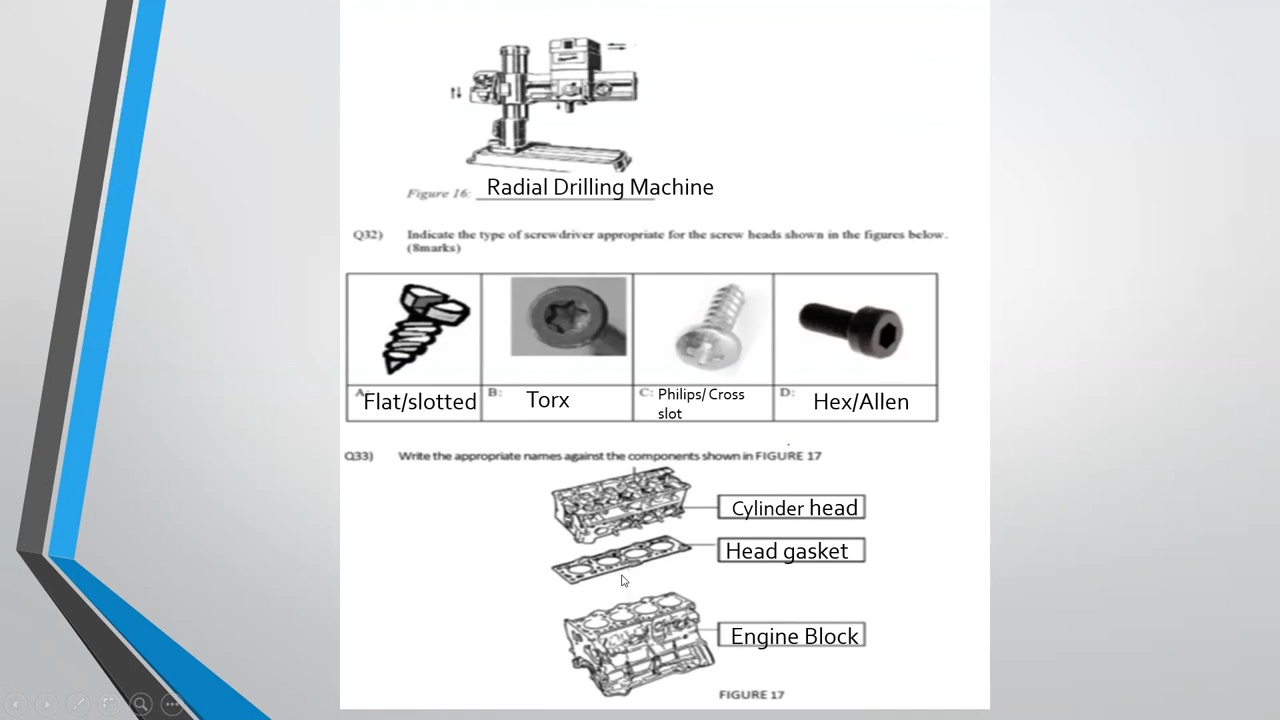 Figure 16: Radial Drilling Machine
Q32) Indicate the type of screwdriver appropriate for the screw heads shown in the figures below.
(8marks)
A: Flat/slotted
B: Torx
C: Philips/ Cross
slot
D: Hex/Allen
Q33) Write the appropriate names against the components shown in FIGURE 17
Cylinder head
Head gasket
Engine Block
FIGURE 17